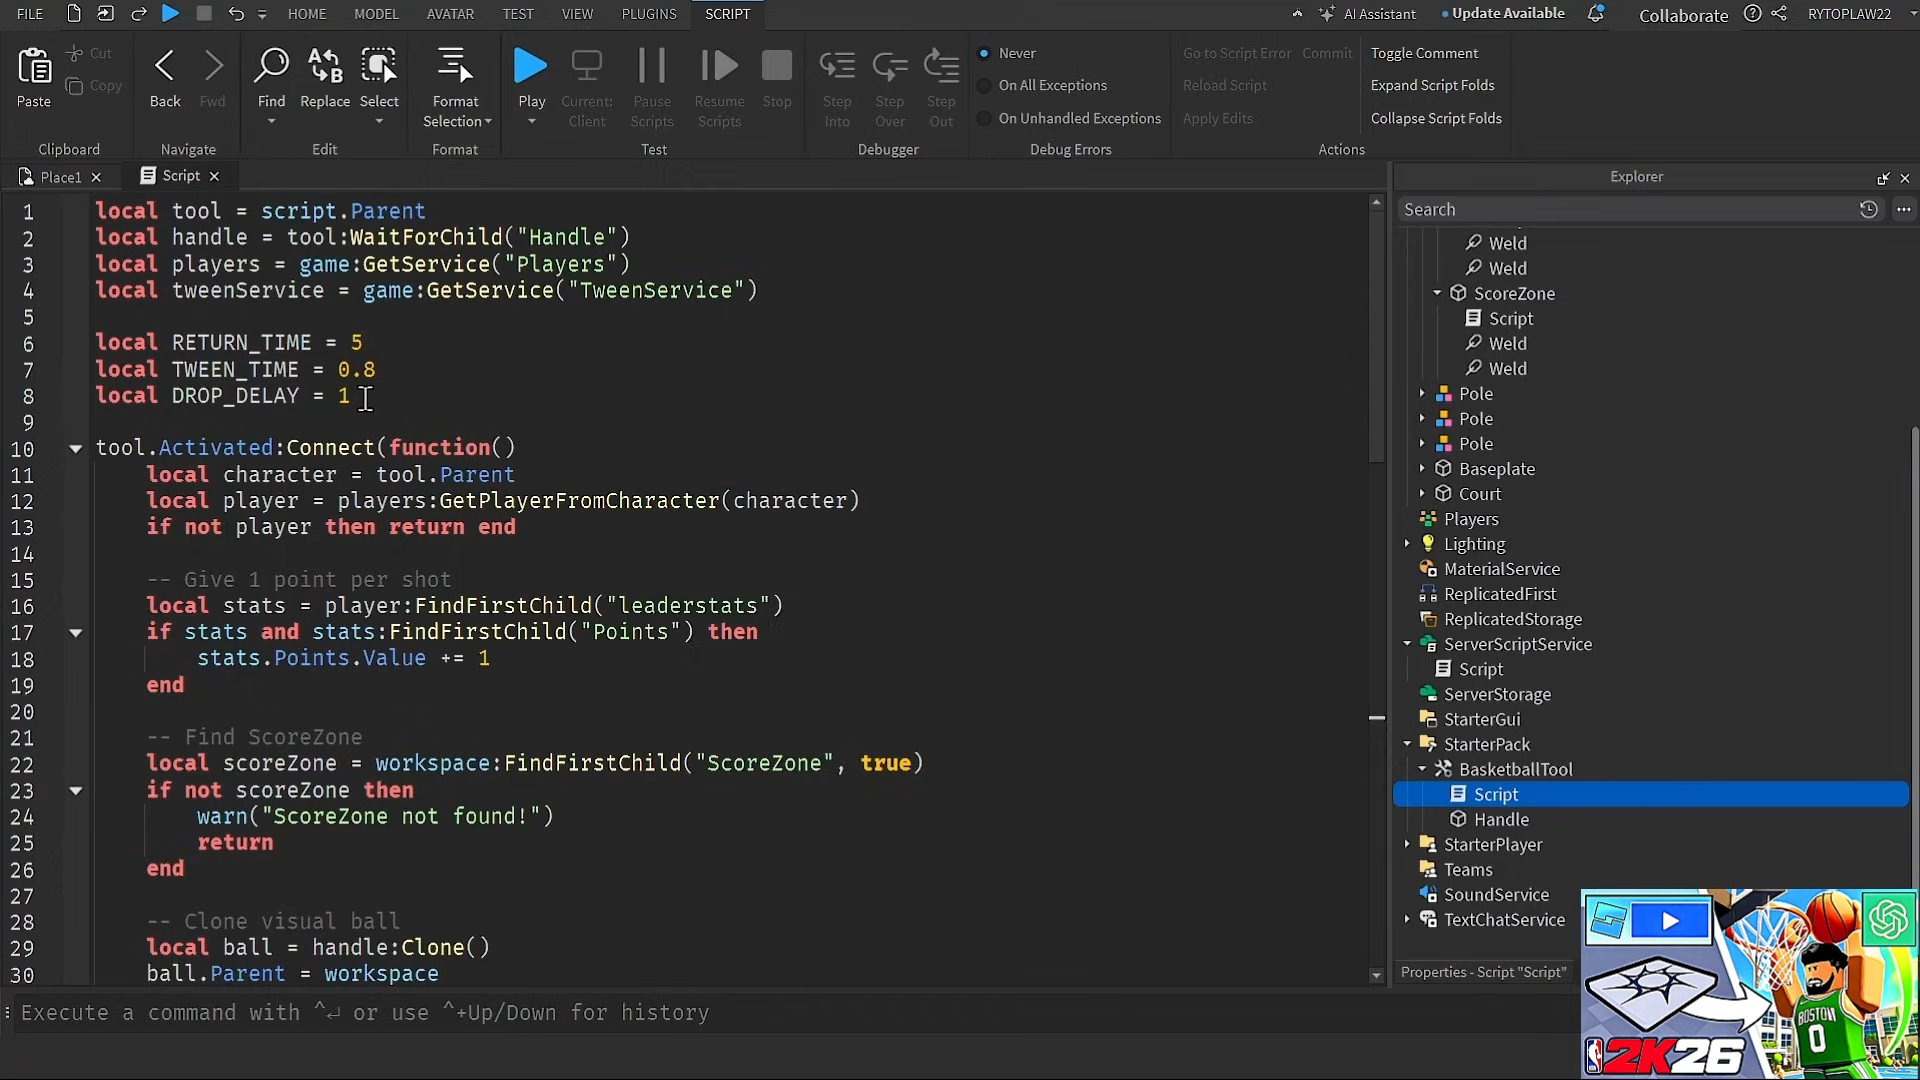 FILE HOME MODEL AVATAR TEST VIEW PLUGINS SCRIPT AI Assistant Update Available Collaborate RYTOPLAW22
Paste Cut Copy
Clipboard
Back Fwd
Navigate
Find Replace Select
Edit
Format Selection
Format
Play Current: Client Pause Scripts Resume Scripts Stop
Test
Step Into Step Over Step Out
Debugger
Never
On All Exceptions
On Unhandled Exceptions
Debug Errors
Go to Script Error Commit Toggle Comment
Reload Script Expand Script Folds
Apply Edits Collapse Script Folds
Actions
Place1 Script
1 local tool = script.Parent
2 local handle = tool:WaitForChild("Handle")
3 local players = game:GetService("Players")
4 local tweenService = game:GetService("TweenService")
5
6 local RETURN_TIME = 5
7 local TWEEN_TIME = 0.8
8 local DROP_DELAY = 1
9
10 tool.Activated:Connect(function()
11 local character = tool.Parent
12 local player = players:GetPlayerFromCharacter(character)
13 if not player then return end
14
15 -- Give 1 point per shot
16 local stats = player:FindFirstChild("leaderstats")
17 if stats and stats:FindFirstChild("Points") then
18 stats.Points.Value += 1
19 end
20
21 -- Find ScoreZone
22 local scoreZone = workspace:FindFirstChild("ScoreZone", true)
23 if not scoreZone then
24 warn("ScoreZone not found!")
25 return
26 end
27
28 -- Clone visual ball
29 local ball = handle:Clone()
30 ball.Parent = workspace
Execute a command with ^↵ or use ^+Up/Down for history
Explorer
Search
Weld
Weld
ScoreZone
Script
Weld
Weld
Pole
Pole
Pole
Baseplate
Court
Players
Lighting
MaterialService
ReplicatedFirst
ReplicatedStorage
ServerScriptService
Script
ServerStorage
StarterGui
StarterPack
BasketballTool
Script
Handle
StarterPlayer
Teams
SoundService
TextChatService
Properties - Script "Script"
BOSTON
0
NBA 2K26